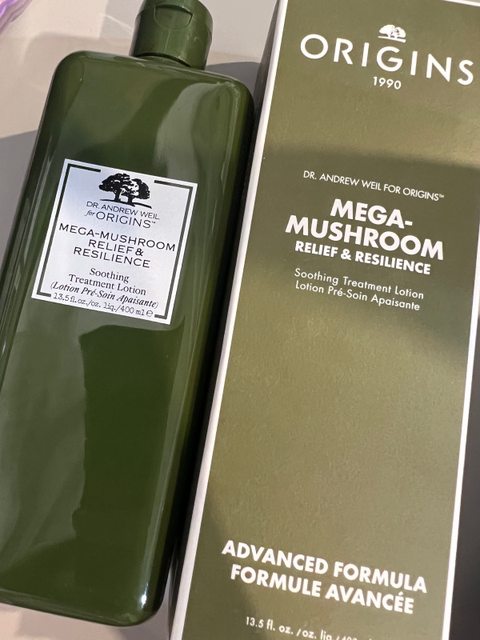 DR. ANDREW WEIL
for ORIGINS™
MEGA-MUSHROOM
RELIEF &
RESILIENCE
Soothing
Treatment Lotion
(Lotion Pré-Soin Apaisante)
13.5 fl.oz./oz. liq./400 ml e
ORIGINS
1990
DR. ANDREW WEIL FOR ORIGINS™
MEGA-
MUSHROOM
RELIEF & RESILIENCE
Soothing Treatment Lotion
Lotion Pré-Soin Apaisante
ADVANCED FORMULA
FORMULE AVANCÉE
13.5 fl. oz. /oz. liq./400